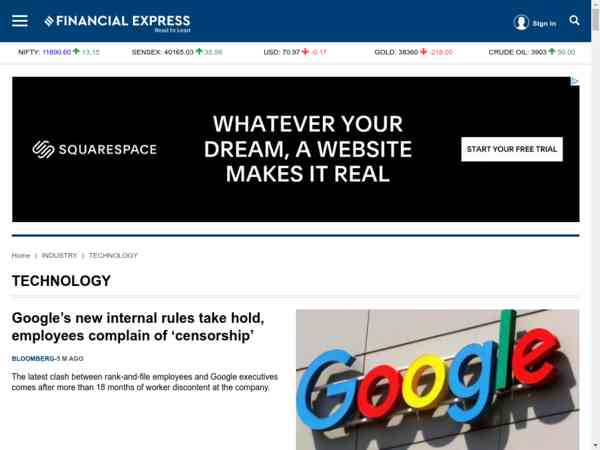 FINANCIAL EXPRESS
Read to Lead
Sign In
NIFTY: 11890.60 13.15 SENSEX: 40165.03 35.98 USD: 70.97 -0.17 GOLD: 38360 -218.00 CRUDE OIL: 3903 50.00
SQUARESPACE
WHATEVER YOUR
DREAM, A WEBSITE
MAKES IT REAL
START YOUR FREE TRIAL
Home | INDUSTRY \ TECHNOLOGY
TECHNOLOGY
Google's new internal rules take hold,
employees complain of ‘censorship’
BLOOMBERG-5 M AGO
The latest clash between rank-and-file employees and Google executives
comes after more than 18 months of worker discontent at the company.
Google